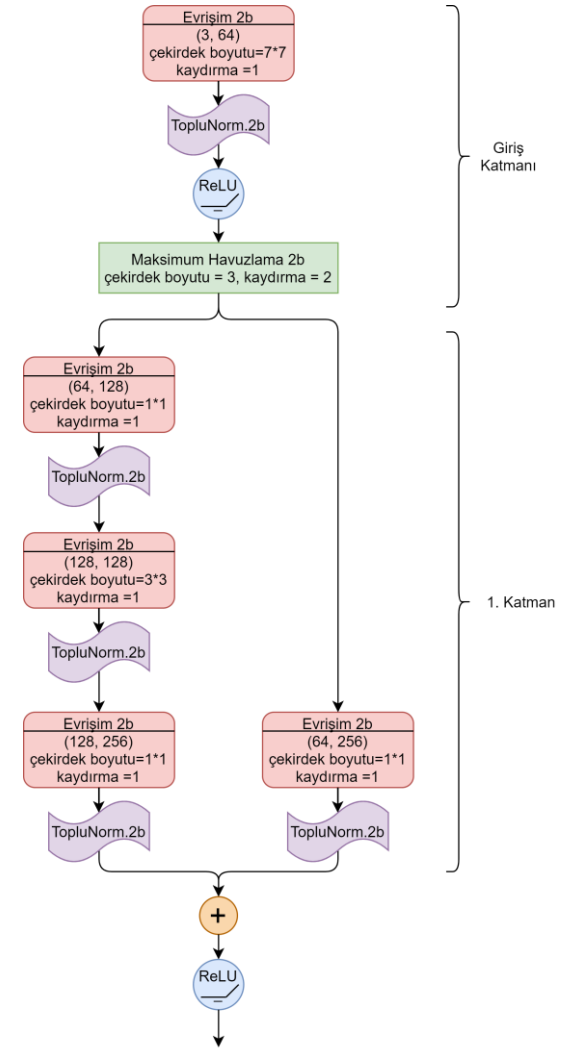 Evrişim 2b
(3, 64)
çekirdek boyutu=7*7
kaydırma =1
TopluNorm.2b
ReLU
Maksimum Havuzlama 2b
çekirdek boyutu = 3, kaydırma = 2
Giriş
Katmanı
Evrişim 2b
(64, 128)
çekirdek boyutu=1*1
kaydırma =1
TopluNorm.2b
Evrişim 2b
(128, 128)
çekirdek boyutu=3*3
kaydırma =1
TopluNorm.2b
Evrişim 2b
(128, 256)
çekirdek boyutu=1*1
kaydırma =1
TopluNorm.2b
Evrişim 2b
(64, 256)
çekirdek boyutu=1*1
kaydırma =1
TopluNorm.2b
1. Katman
+
ReLU